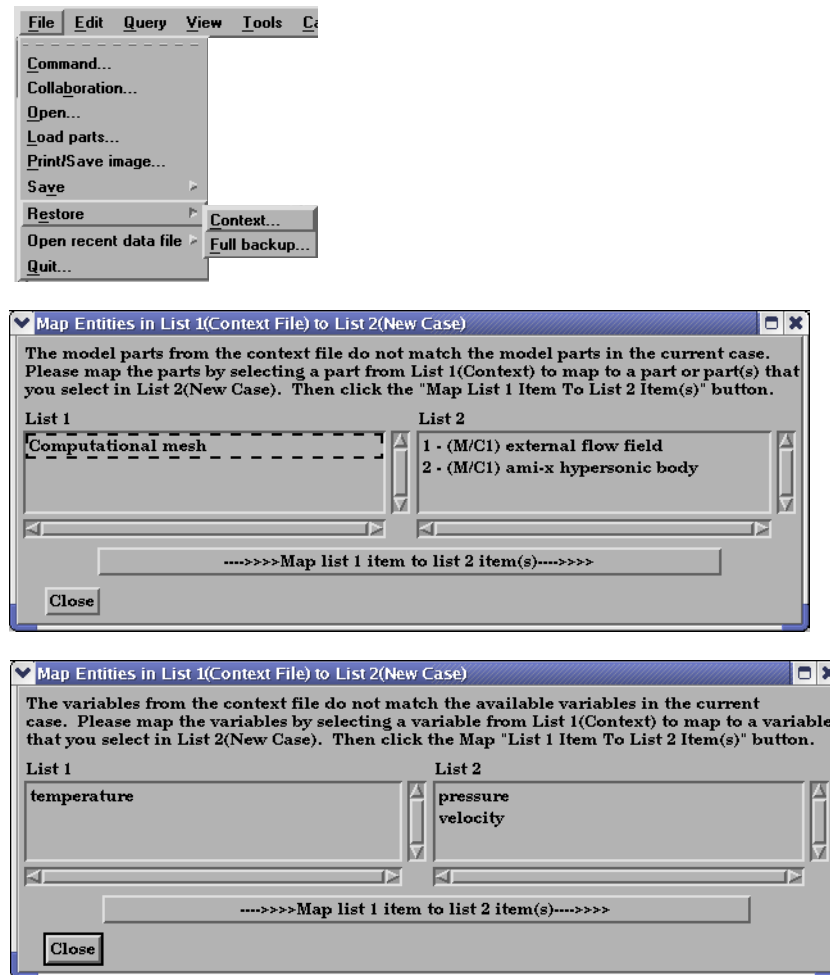 File Edit Query View Tools
Command...
Collaboration...
Open...
Load parts...
Print/Save image...
Save
Restore
Context...
Open recent data file
Full backup...
Quit...
Map Entities in List 1(Context File) to List 2(New Case)
The model parts from the context file do not match the model parts in the current case.
Please map the parts by selecting a part from List 1(Context) to map to a part or part(s) that
you select in List 2(New Case). Then click the "Map List 1 Item To List 2 Item(s)" button.
List 1 List 2
Computational mesh 1 - (M/C1) external flow field
2 - (M/C1) ami-x hypersonic body
---->>>>Map list 1 item to list 2 item(s)---->>>>
Close
Map Entities in List 1(Context File) to List 2(New Case)
The variables from the context file do not match the available variables in the current
case. Please map the variables by selecting a variable from List 1(Context) to map to a variable
that you select in List 2(New Case). Then click the Map "List 1 Item To List 2 Item(s)" button.
List 1 List 2
temperature pressure
velocity
---->>>>Map list 1 item to list 2 item(s)---->>>>
Close